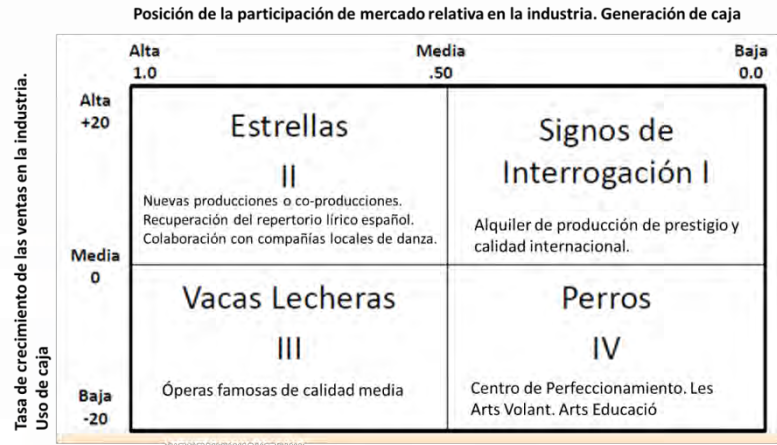 Posición de la participación de mercado relativa en la industria. Generación de caja
Alta Media Baja
1.0 .50 0.0
Tasa de crecimiento de las ventas en la industria.
Uso de caja
Alta
+20
Estrellas
II
Nuevas producciones o co-producciones.
Recuperación del repertorio lírico español.
Colaboración con compañías locales de danza.
Signos de
Interrogación I
Alquiler de producción de prestigio y
calidad internacional.
Media
0
Vacas Lecheras
III
Óperas famosas de calidad media
Perros
IV
Centro de Perfeccionamiento. Les
Arts Volant. Arts Educació
Baja
-20